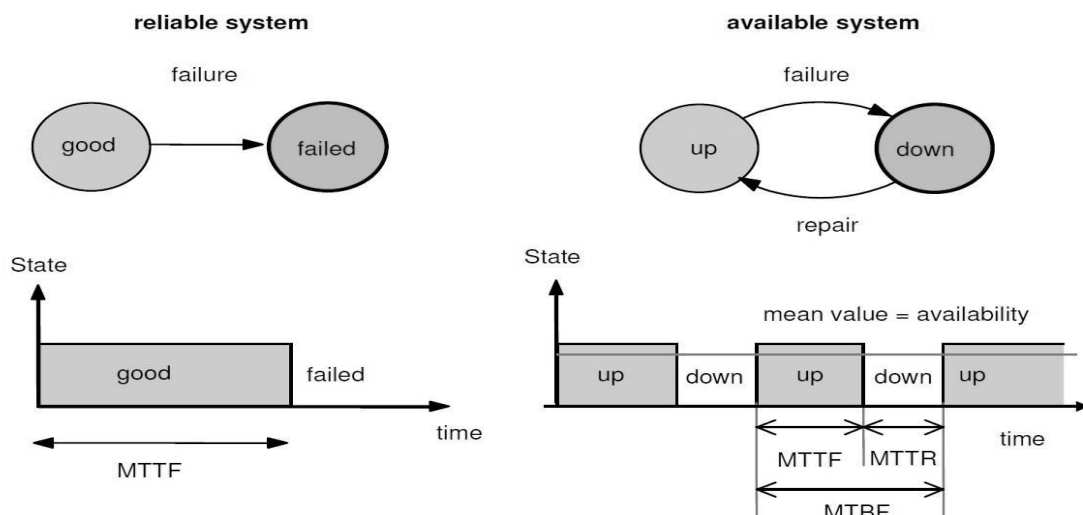 reliable system
failure
good
failed
State
good
failed
time
MTTF
available system
failure
up
down
repair
mean value = availability
up
down
up
down
up
time
MTTF
MTTR
MTBF